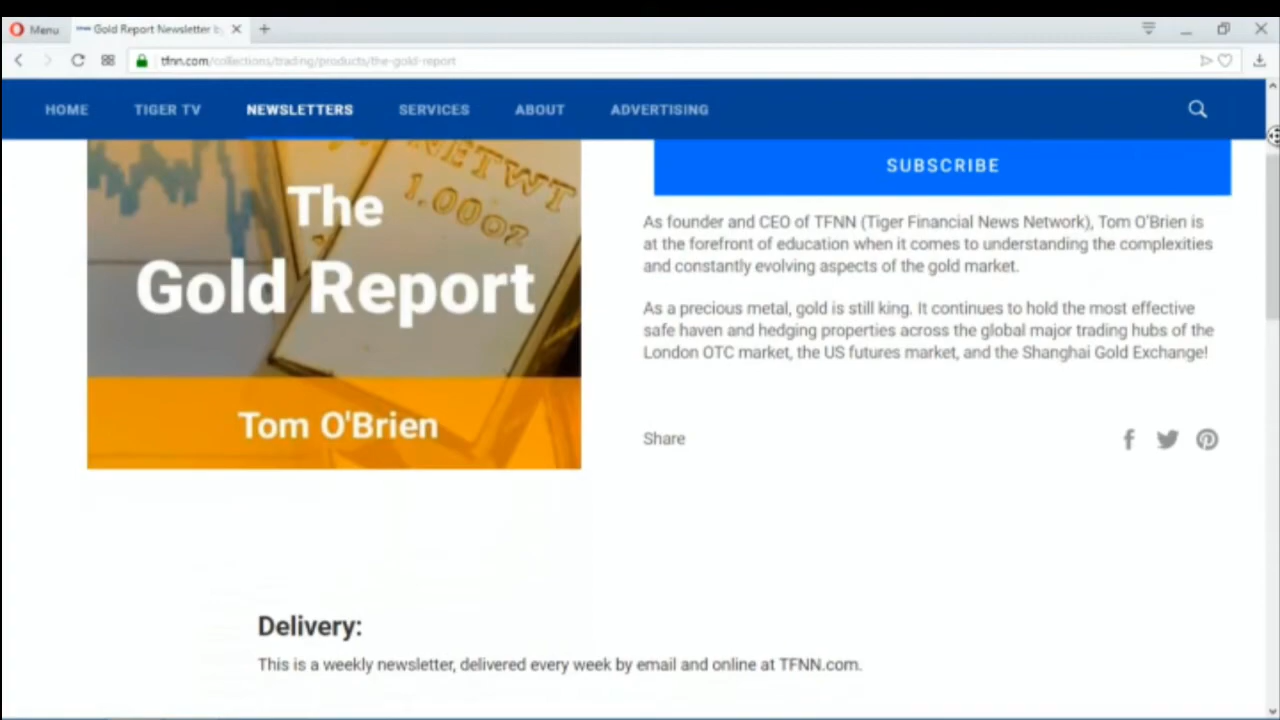 Menu
Gold Report Newsletter b
tfnn.com/collections/trading/products/the-gold-report
HOME
TIGER TV
NEWSLETTERS
SERVICES
ABOUT
ADVERTISING
NETWT
1.00oz
The
Gold Report
Tom O'Brien
SUBSCRIBE
As founder and CEO of TFNN (Tiger Financial News Network), Tom O'Brien is
at the forefront of education when it comes to understanding the complexities
and constantly evolving aspects of the gold market.
As a precious metal, gold is still king. It continues to hold the most effective
safe haven and hedging properties across the global major trading hubs of the
London OTC market, the US futures market, and the Shanghai Gold Exchange!
Share
Delivery:
This is a weekly newsletter, delivered every week by email and online at TFNN.com.